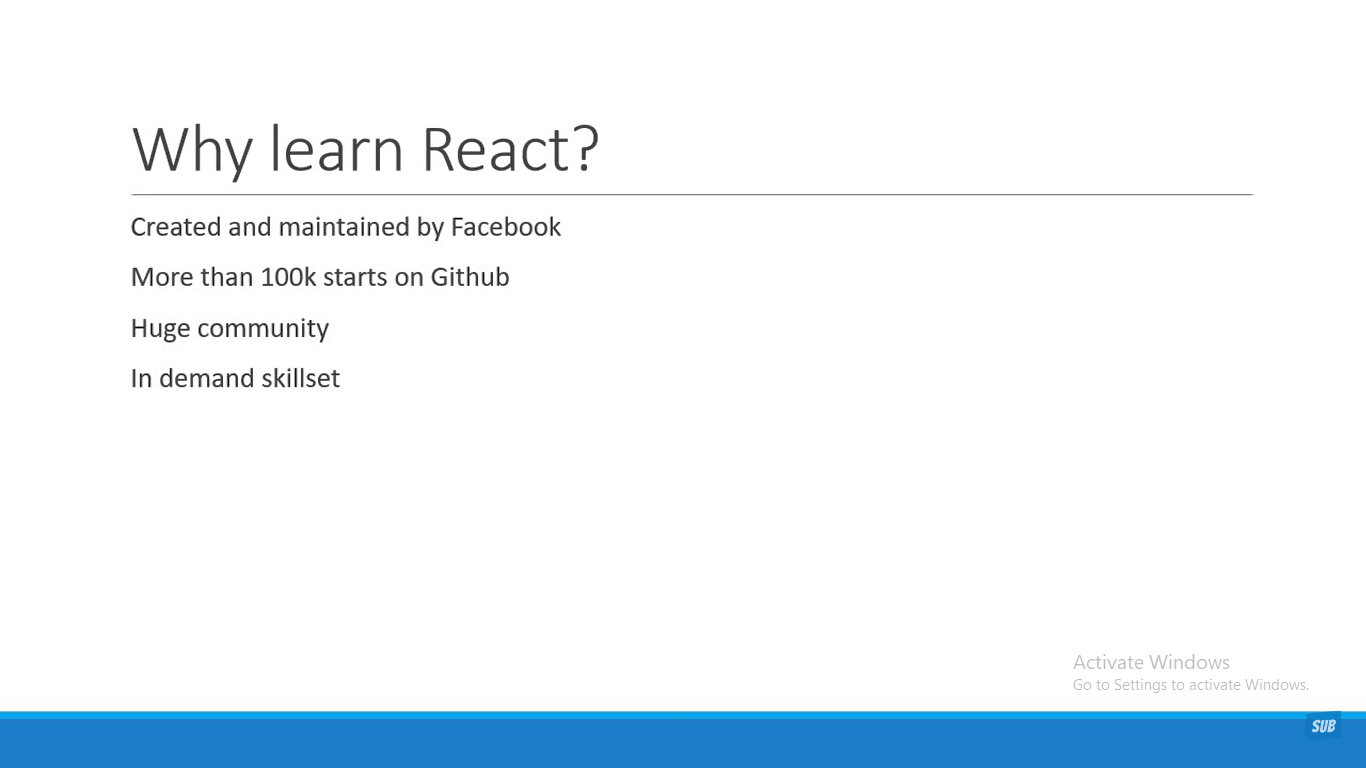 Why learn React?
Created and maintained by Facebook
More than 100k starts on Github
Huge community
In demand skillset
Activate Windows
Go to Settings to activate Windows.
SUB